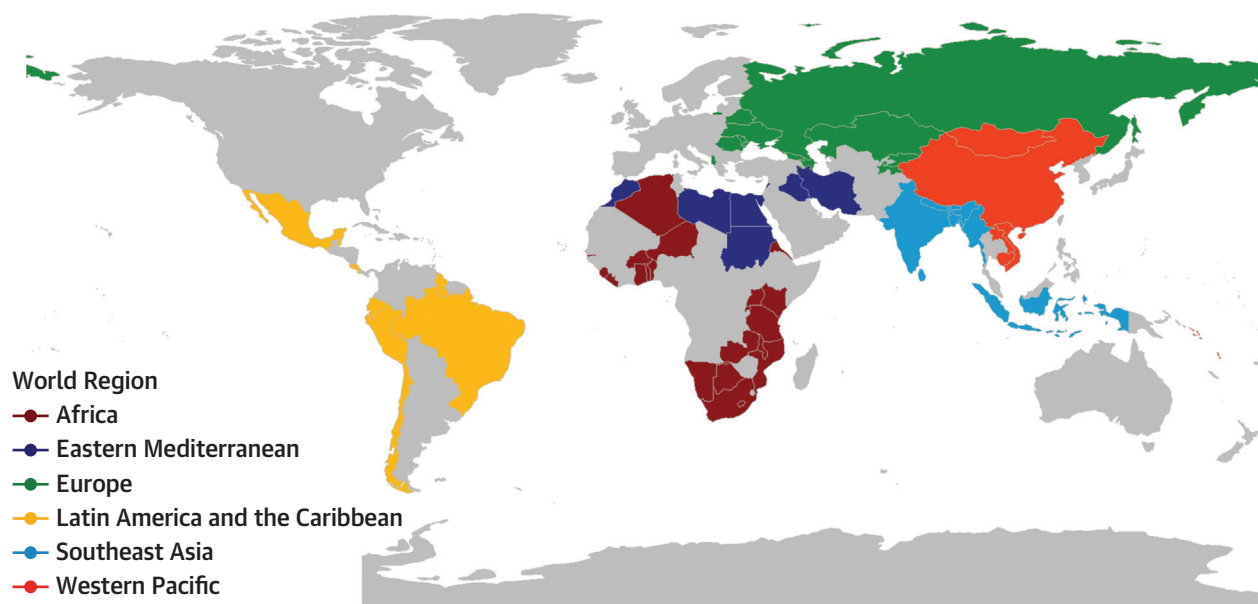 World Region
Africa
Eastern Mediterranean
Europe
Latin America and the Caribbean
Southeast Asia
Western Pacific